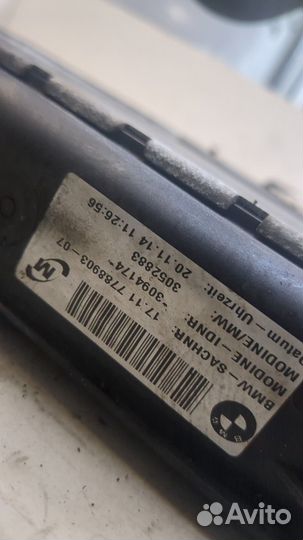 BMW – SACHNR: 17.11 7788903–07
MODINE–IDNR: 3094174
MODINE/MW: 3052883
Datum – Uhrzeit: 20.11.14 11:26:56
M
BMW
Avito